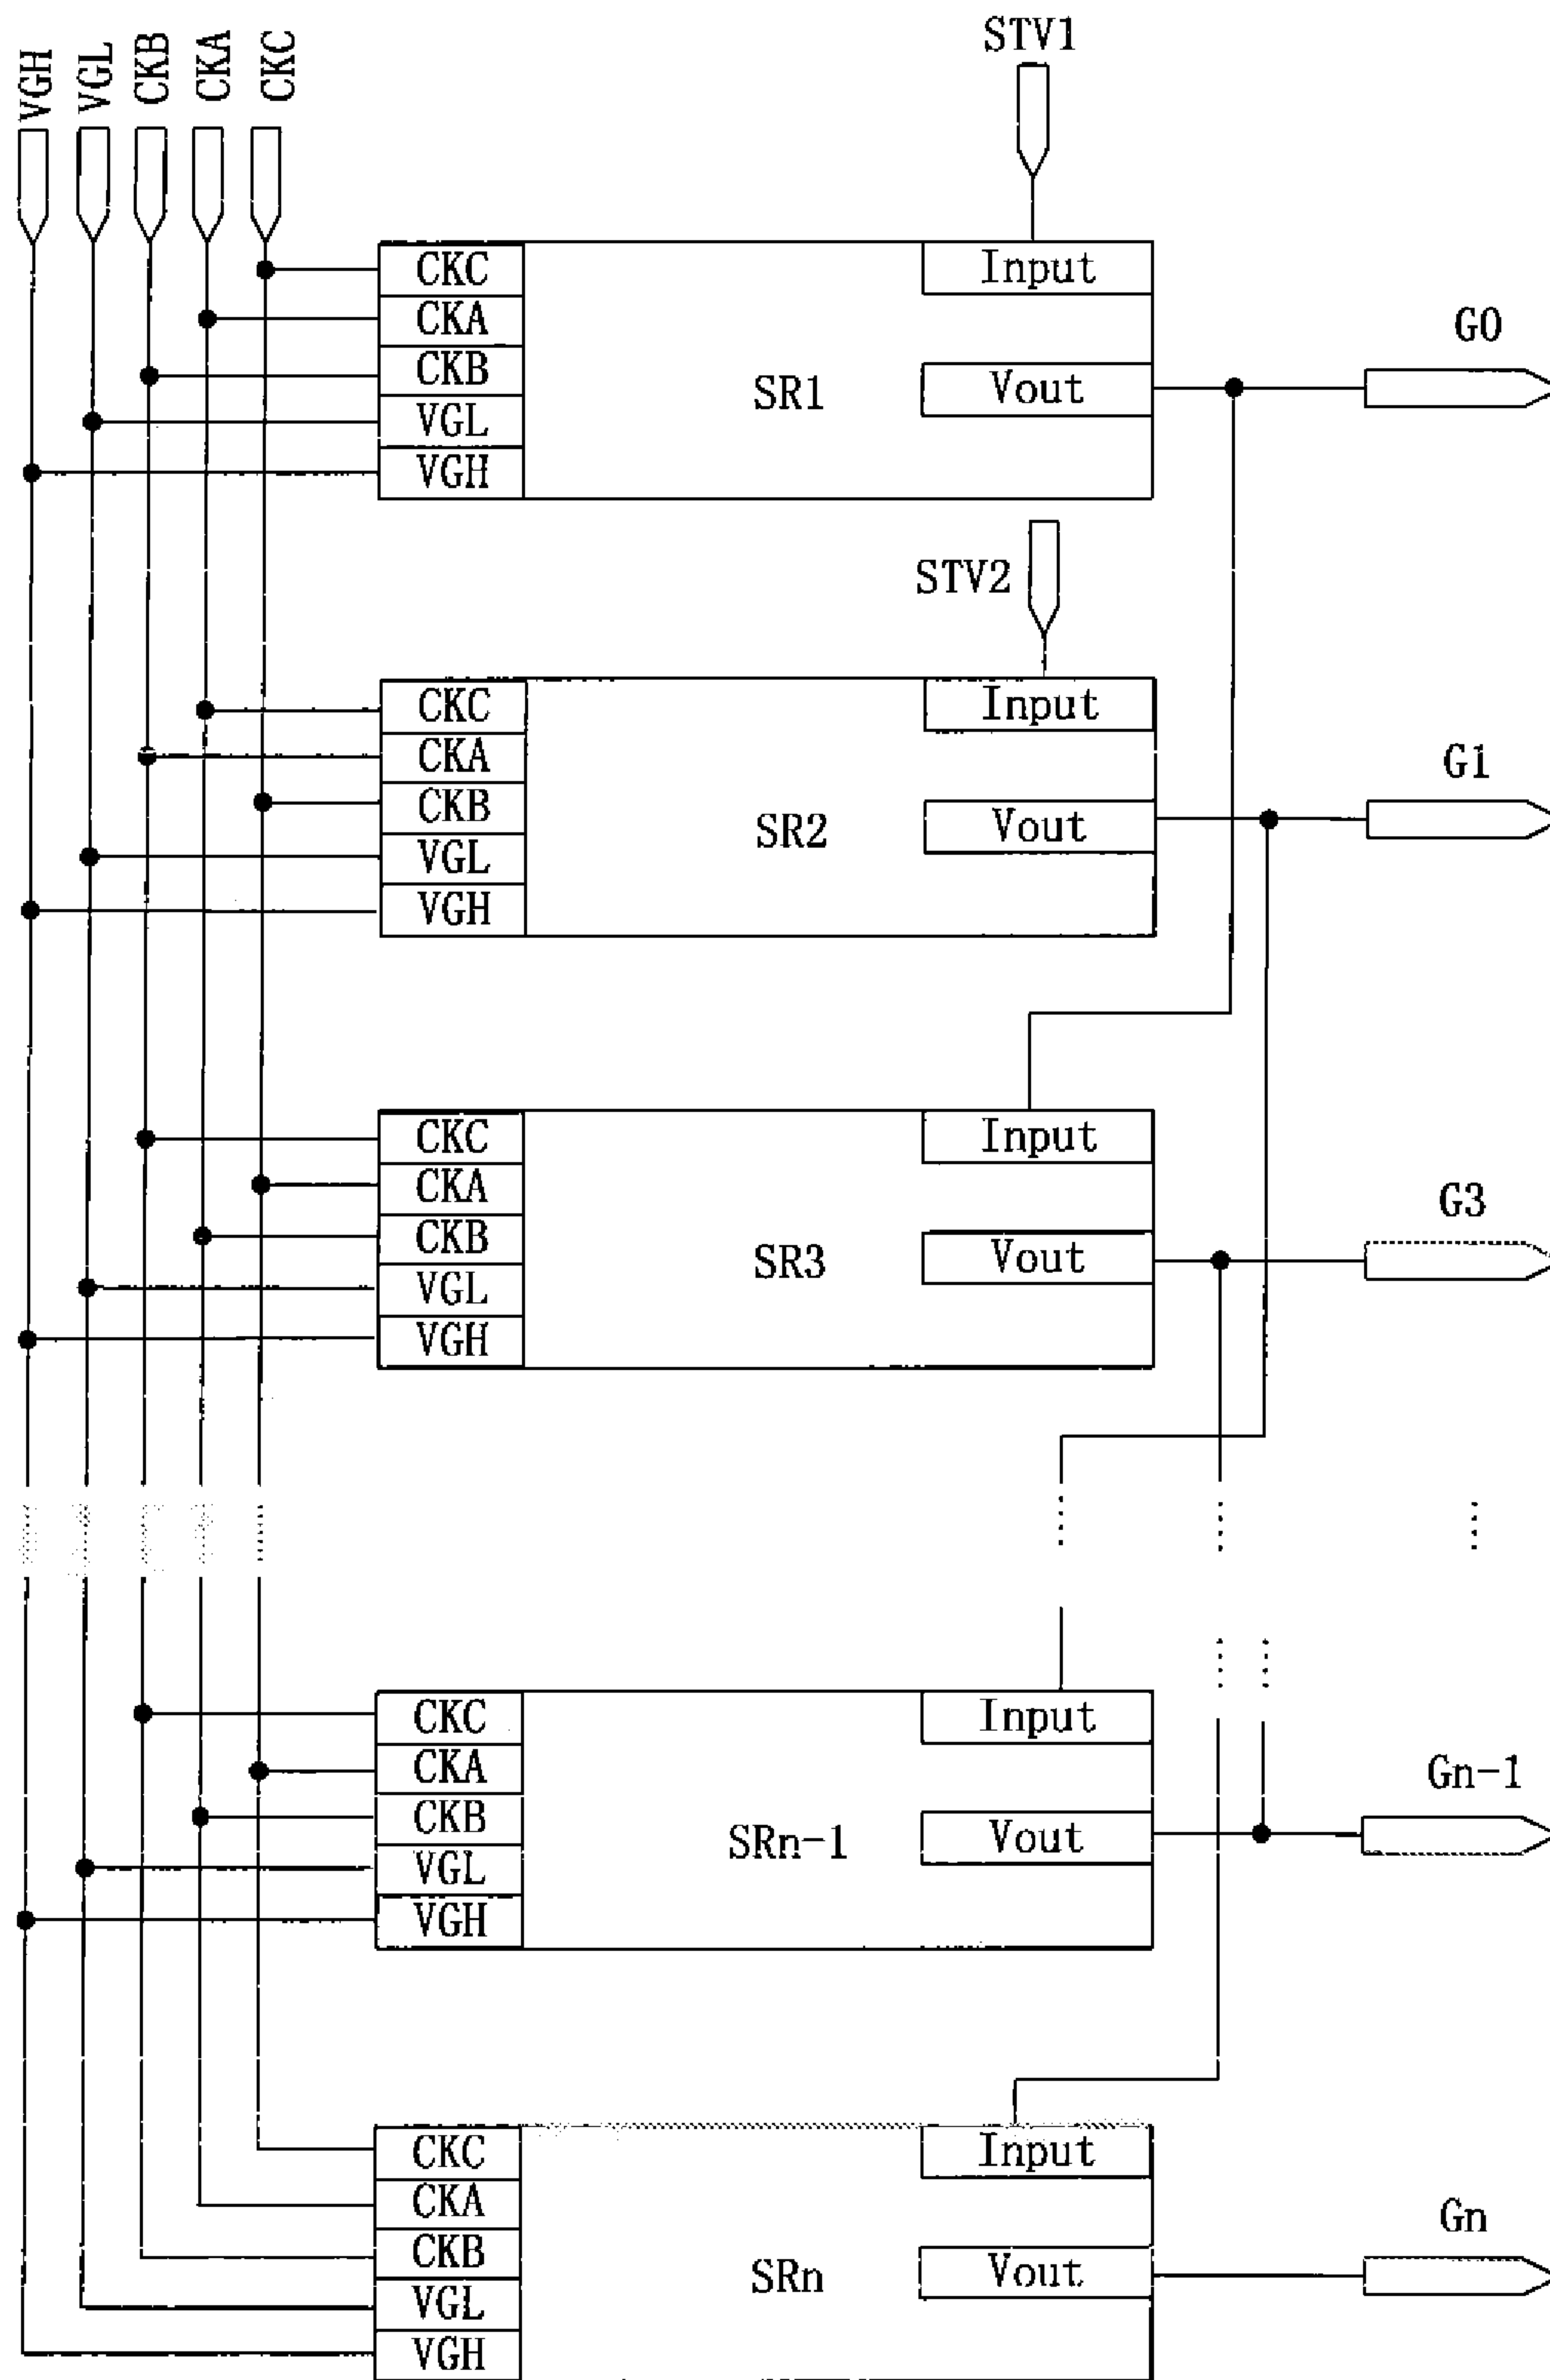 VGH
VGL
CKB
CKA
CKC
STV1
CKC
CKA
CKB
VGL
VGH
SR1
Input
Vout
G0
STV2
CKC
CKA
CKB
VGL
VGH
SR2
Input
Vout
G1
CKC
CKA
CKB
VGL
VGH
SR3
Input
Vout
G3
CKC
CKA
CKB
VGL
VGH
SRn-1
Input
Vout
Gn-1
CKC
CKA
CKB
VGL
VGH
SRn
Input
Vout
Gn